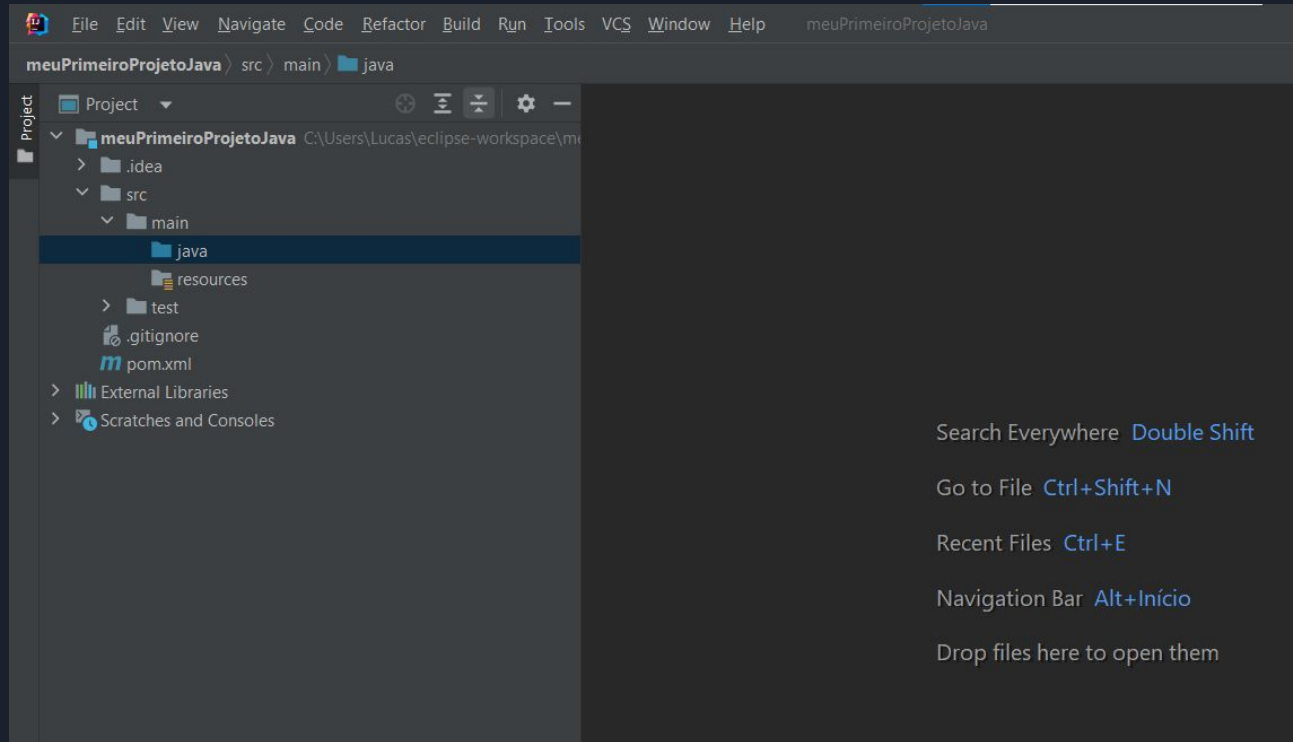 File Edit View Navigate Code Refactor Build Run Tools VCS Window Help meuPrimeiroProjetoJava
meuPrimeiroProjetoJava src main java
Project
Project
meuPrimeiroProjetoJava C:\Users\Lucas\eclipse-workspace\me
.idea
src
main
java
resources
test
.gitignore
m pom.xml
External Libraries
Scratches and Consoles
Search Everywhere Double Shift
Go to File Ctrl+Shift+N
Recent Files Ctrl+E
Navigation Bar Alt+Início
Drop files here to open them